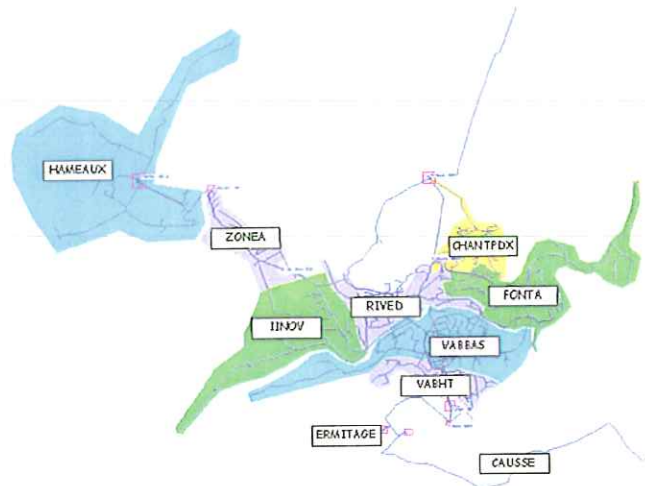 HAMEAUX
ZONEA
CHANTPDX
FONTA
RIVED
IINOV
VABBAS
VABHT
ERMITAGE
CAUSSE